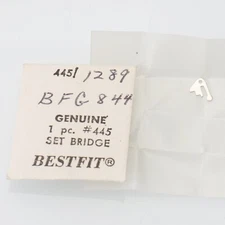 445/1289
BFG 844
GENUINE
1 pc. #445
SET BRIDGE
BESTFIT®